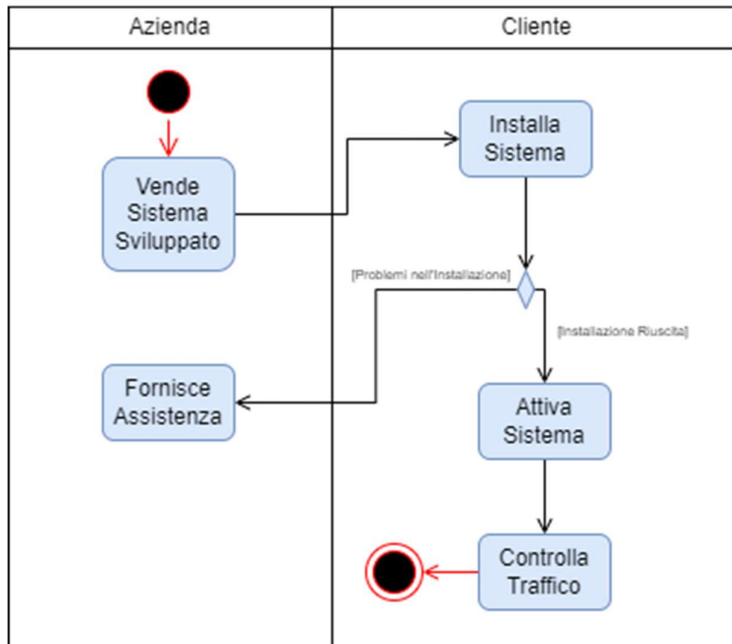 Azienda
Cliente
Installa
Sistema
Vende
Sistema
Sviluppato
[Problemi nell'Installazione]
[Installazione Riuscita]
Fornisce
Assistenza
Attiva
Sistema
Controlla
Traffico